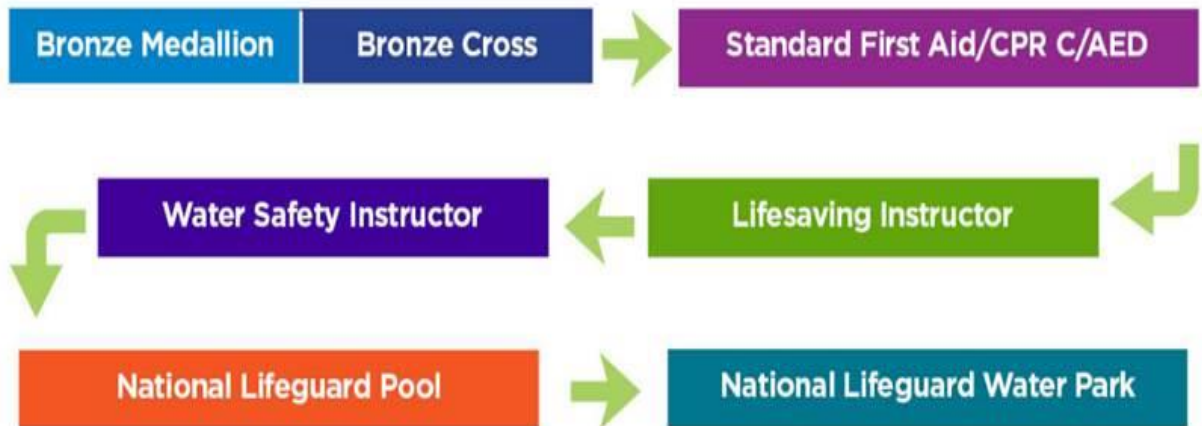 Bronze Medallion
Bronze Cross
Standard First Aid/CPR C/AED
Lifesaving Instructor
Water Safety Instructor
National Lifeguard Pool
National Lifeguard Water Park